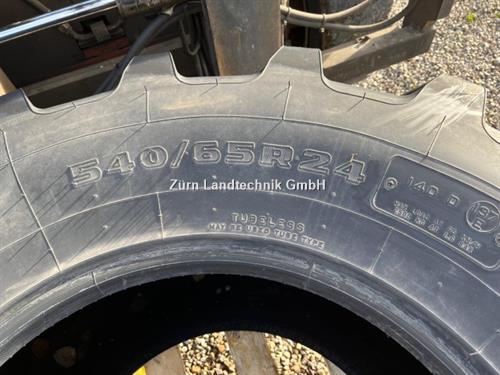 540/65R24
Zürn Landtechnik GmbH
140 D
TUBELESS
MAY BE USED TUBE TYPE